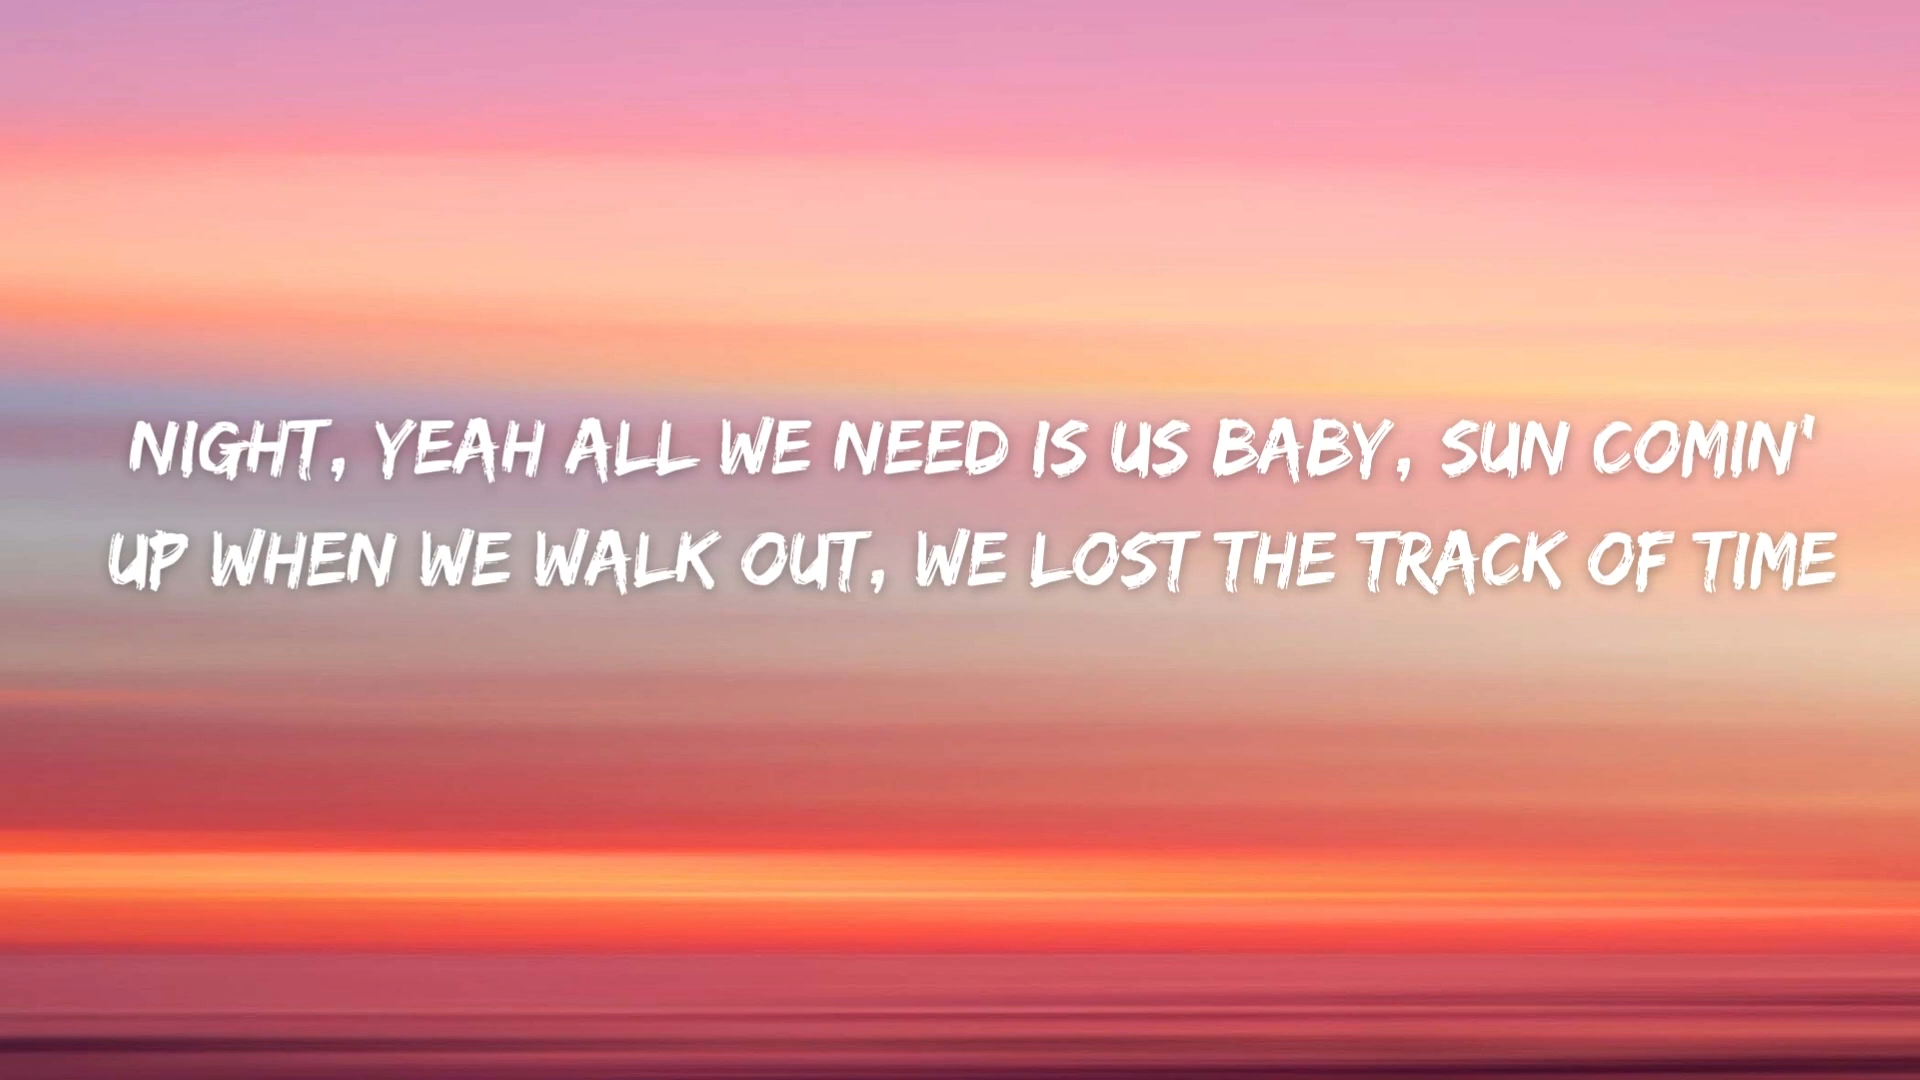 NIGHT, YEAH ALL WE NEED IS US BABY, SUN COMIN'
UP WHEN WE WALK OUT, WE LOST THE TRACK OF TIME